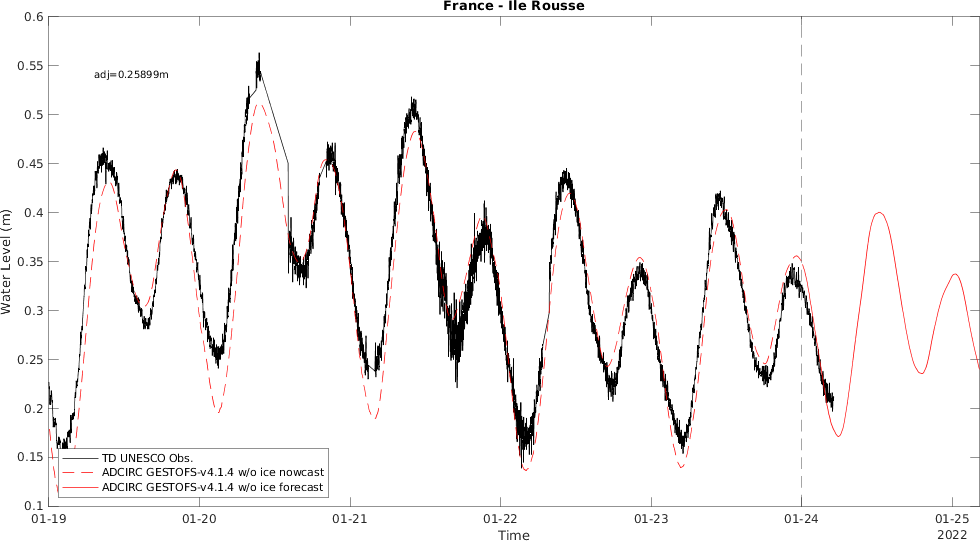 France - Ile Rousse
0.6
0.55
0.5
0.45
0.4
0.35
0.3
0.25
0.2
0.15
0.1
Water Level (m)
adj=0.25899m
TD UNESCO Obs.
ADCIRC GESTOFS-v4.1.4 w/o ice nowcast
ADCIRC GESTOFS-v4.1.4 w/o ice forecast
01-19 01-20 01-21 01-22 01-23 01-24 01-25
2022
Time